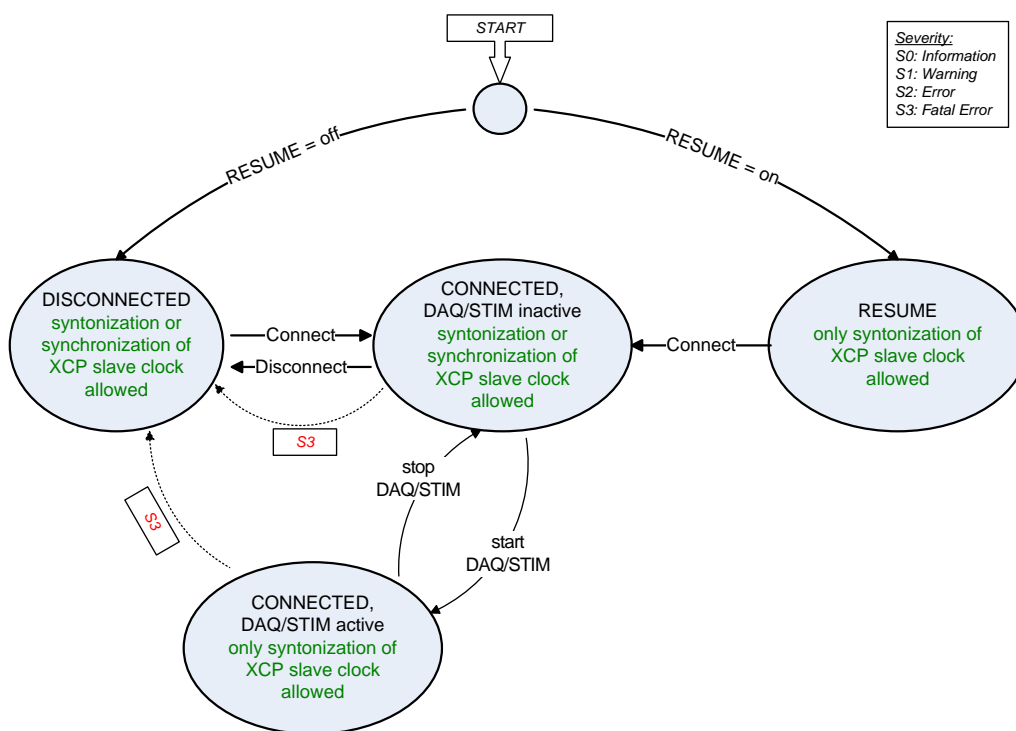 START
Severity:
S0: Information
S1: Warning
S2: Error
S3: Fatal Error
RESUME = off
RESUME = on
DISCONNECTED
syntonization or
synchronization of
XCP slave clock
allowed
Connect
Disconnect
CONNECTED,
DAQ/STIM inactive
syntonization or
synchronization of
XCP slave clock
allowed
Connect
RESUME
only syntonization of
XCP slave clock
allowed
S3
stop
DAQ/STIM
S3
start
DAQ/STIM
CONNECTED,
DAQ/STIM active
only syntonization of
XCP slave clock
allowed